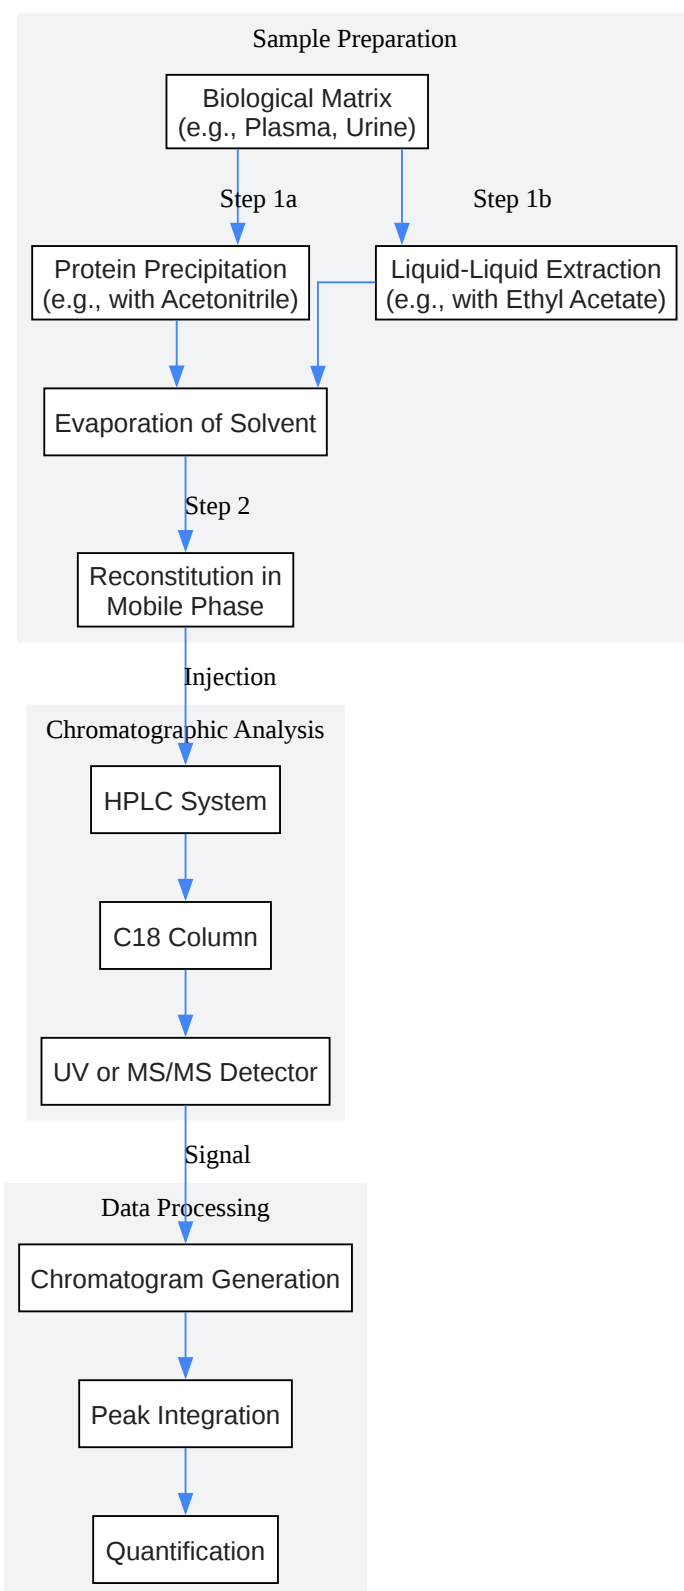 Sample Preparation
Biological Matrix
(e.g., Plasma, Urine)
Step 1a
Step 1b
Protein Precipitation
(e.g., with Acetonitrile)
Liquid-Liquid Extraction
(e.g., with Ethyl Acetate)
Evaporation of Solvent
Step 2
Reconstitution in
Mobile Phase
Injection
Chromatographic Analysis
HPLC System
C18 Column
UV or MS/MS Detector
Signal
Data Processing
Chromatogram Generation
Peak Integration
Quantification